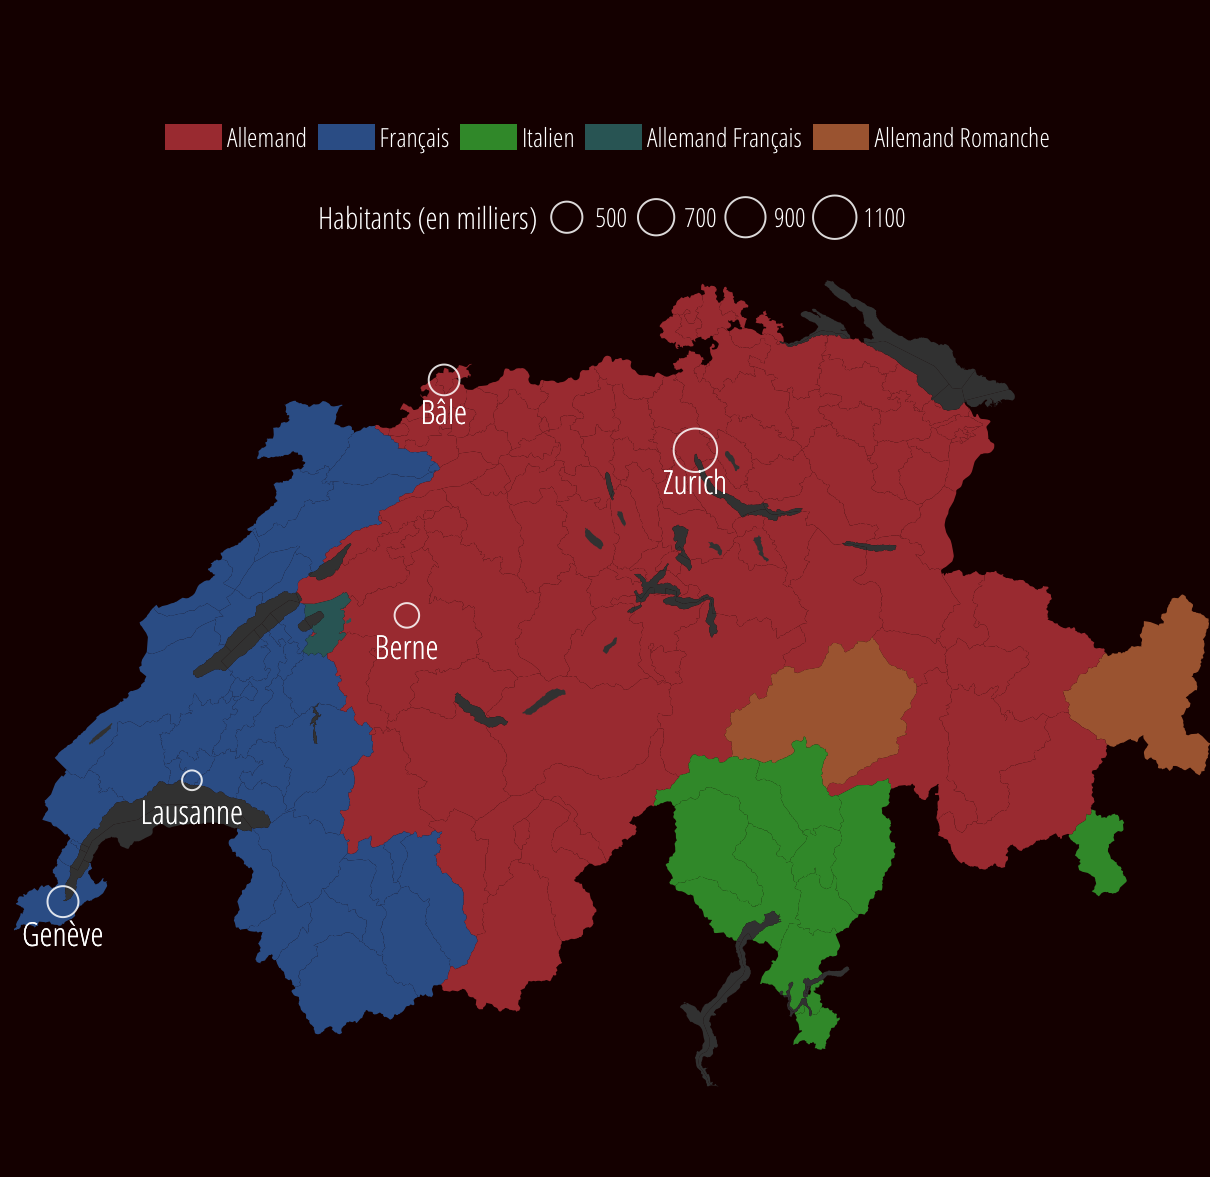 Allemand Français Italien Allemand Français Allemand Romanche
Habitants (en milliers) 500 700 900 1100
Bâle
Zurich
Berne
Lausanne
Genève